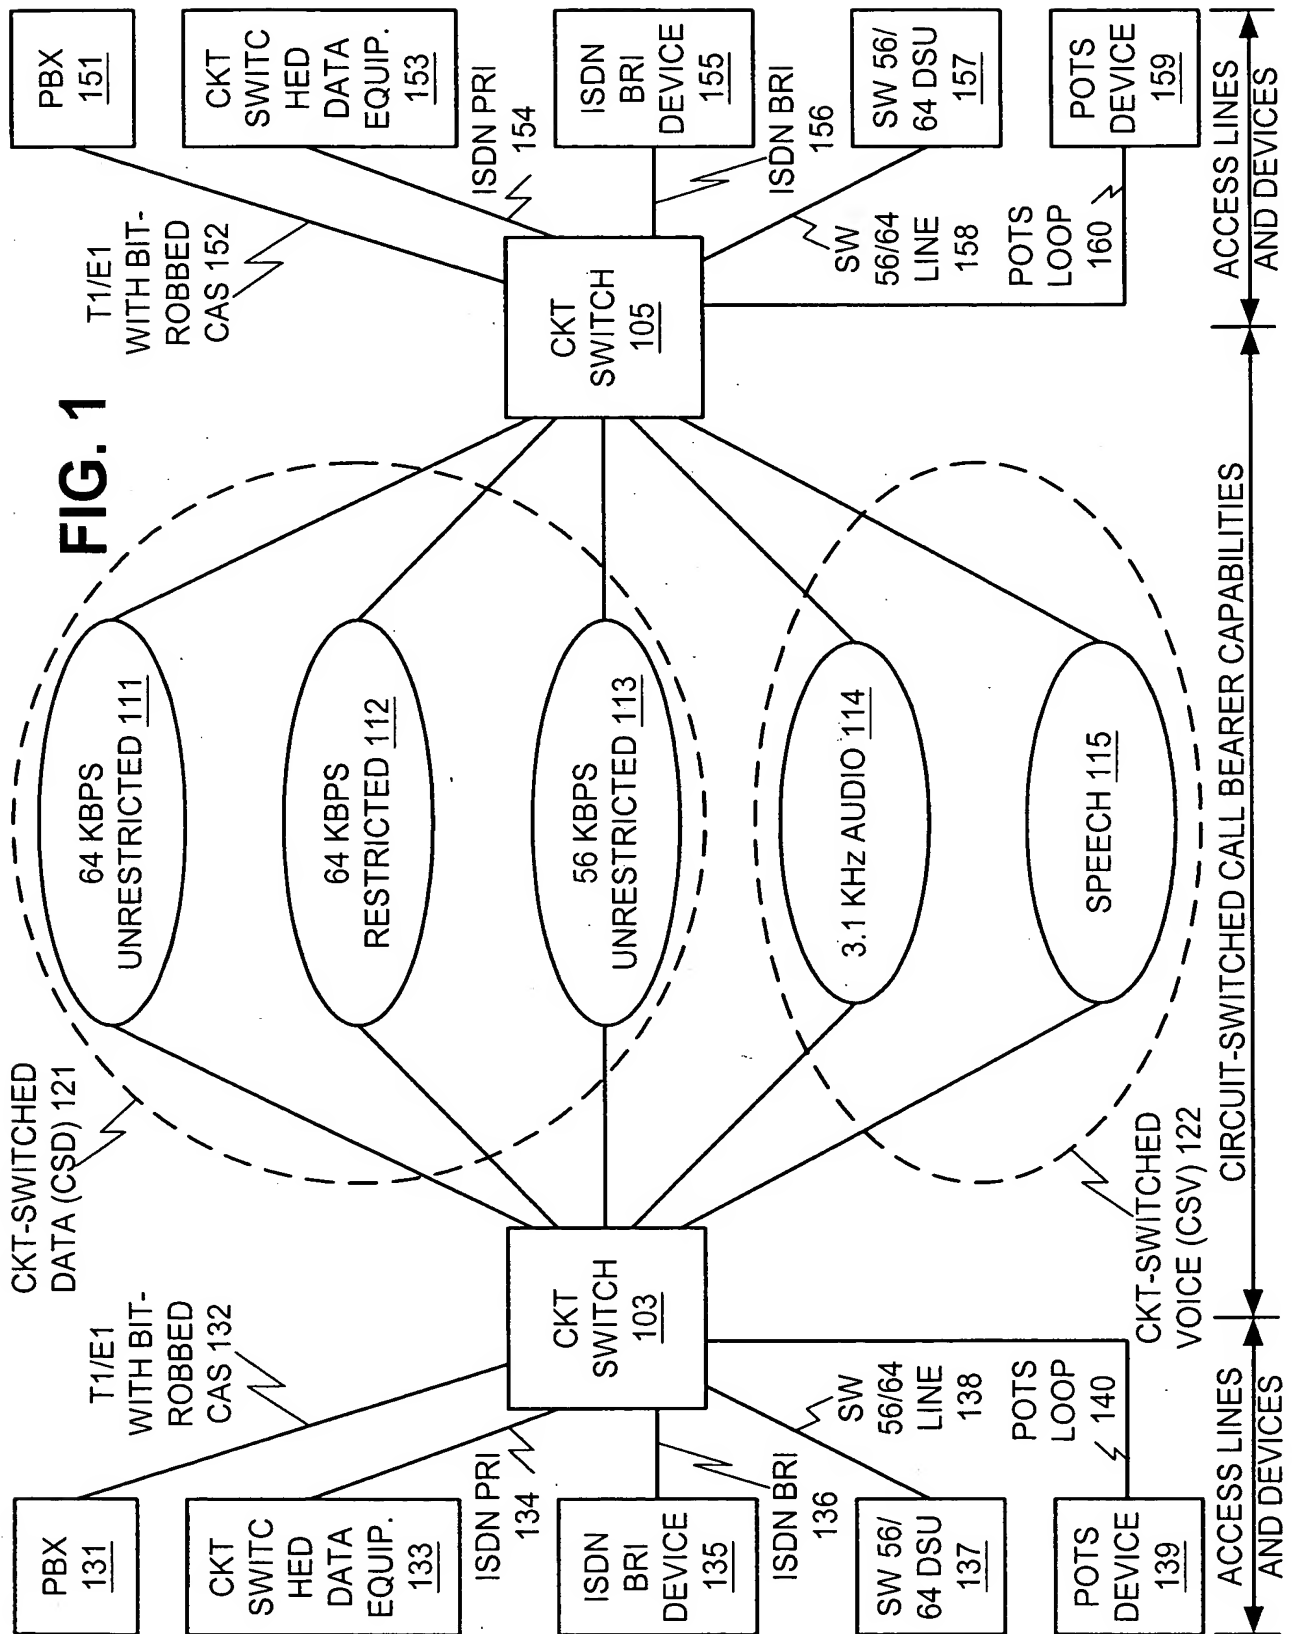 FIG. 1
CKT-SWITCHED
DATA (CSD) 121
64 KBPS
UNRESTRICTED 111
64 KBPS
RESTRICTED 112
56 KBPS
UNRESTRICTED 113
3.1 KHz AUDIO 114
SPEECH 115
CKT-SWITCHED
VOICE (CSV) 122
PBX
131
T1/E1
WITH BIT-
ROBBED
CAS 132
CKT
SWITC
HED
DATA
EQUIP.
133
ISDN PRI
134
ISDN
BRI
DEVICE
135
ISDN BRI
136
SW 56/
64 DSU
137
SW
56/64
LINE
138
POTS
DEVICE
139
POTS
LOOP
140
CKT
SWITCH
103
CKT
SWITCH
105
T1/E1
WITH BIT-
ROBBED
CAS 152
PBX
151
ISDN PRI
154
CKT
SWITC
HED
DATA
EQUIP.
153
ISDN BRI
156
ISDN
BRI
DEVICE
155
SW
56/64
LINE
158
SW 56/
64 DSU
157
POTS
LOOP
160
POTS
DEVICE
159
ACCESS LINES
AND DEVICES
CIRCUIT-SWITCHED CALL BEARER CAPABILITIES
ACCESS LINES
AND DEVICES